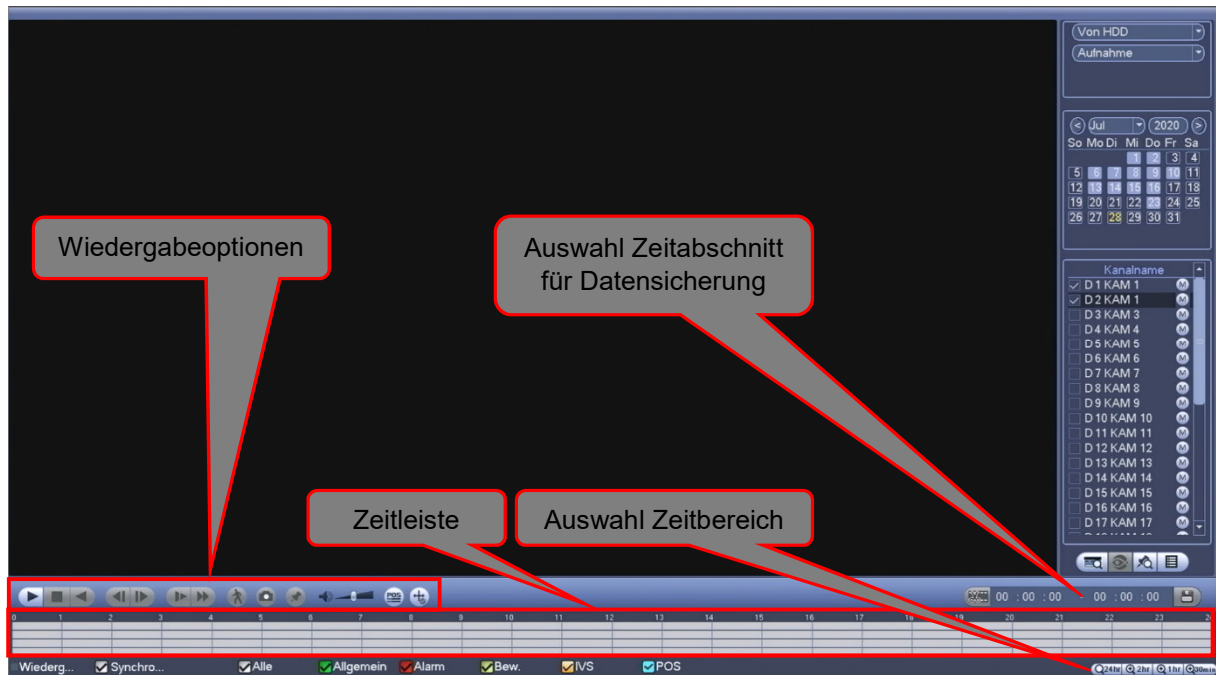 Von HDD
Aufnahme
Jul 2020
So Mo Di Mi Do Fr Sa
1 2 3 4
5 6 7 8 9 10 11
12 13 14 15 16 17 18
19 20 21 22 23 24 25
26 27 28 29 30 31
Wiedergabeoptionen
Auswahl Zeitabschnitt
für Datensicherung
Kanalname
D 1 KAM 1 M
D 2 KAM 1 M
D 3 KAM 3 M
D 4 KAM 4 M
D 5 KAM 5 M
D 6 KAM 6 M
D 7 KAM 7 M
D 8 KAM 8 M
D 9 KAM 9 M
D 10 KAM 10 M
D 11 KAM 11 M
D 12 KAM 12 M
D 13 KAM 13 M
D 14 KAM 14 M
D 15 KAM 15 M
D 16 KAM 16 M
D 17 KAM 17 M
Zeitleiste
Auswahl Zeitbereich
POS
00 : 00 : 00 - 00 : 00 : 00
0 1 2 3 4 5 6 7 8 9 10 11 12 13 14 15 16 17 18 19 20 21 22 23
Wiederg... Synchro... Alle Allgemein Alarm Bew. IVS POS
24hr 2hr 1hr 30min